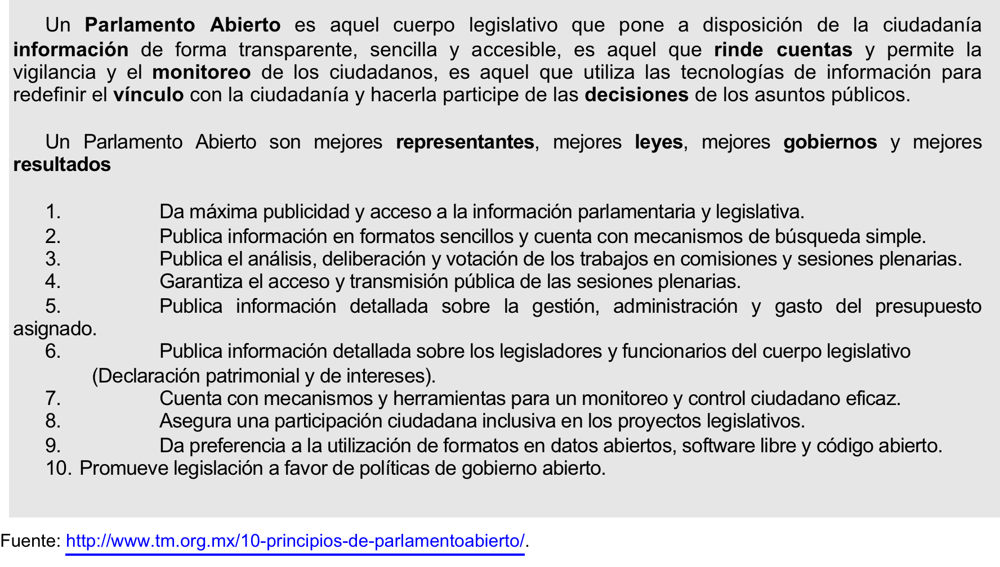 Un Parlamento Abierto es aquel cuerpo legislativo que pone a disposición de la ciudadanía
información de forma transparente, sencilla y accesible, es aquel que rinde cuentas y permite la
vigilancia y el monitoreo de los ciudadanos, es aquel que utiliza las tecnologías de información para
redefinir el vínculo con la ciudadanía y hacerla participe de las decisiones de los asuntos públicos.
Un Parlamento Abierto son mejores representantes, mejores leyes, mejores gobiernos y mejores
resultados
1. Da máxima publicidad y acceso a la información parlamentaria y legislativa.
2. Publica información en formatos sencillos y cuenta con mecanismos de búsqueda simple.
3. Publica el análisis, deliberación y votación de los trabajos en comisiones y sesiones plenarias.
4. Garantiza el acceso y transmisión pública de las sesiones plenarias.
5. Publica información detallada sobre la gestión, administración y gasto del presupuesto
asignado.
6. Publica información detallada sobre los legisladores y funcionarios del cuerpo legislativo
(Declaración patrimonial y de intereses).
7. Cuenta con mecanismos y herramientas para un monitoreo y control ciudadano eficaz.
8. Asegura una participación ciudadana inclusiva en los proyectos legislativos.
9. Da preferencia a la utilización de formatos en datos abiertos, software libre y código abierto.
10. Promueve legislación a favor de políticas de gobierno abierto.
Fuente: http://www.tm.org.mx/10-principios-de-parlamentoabierto/.